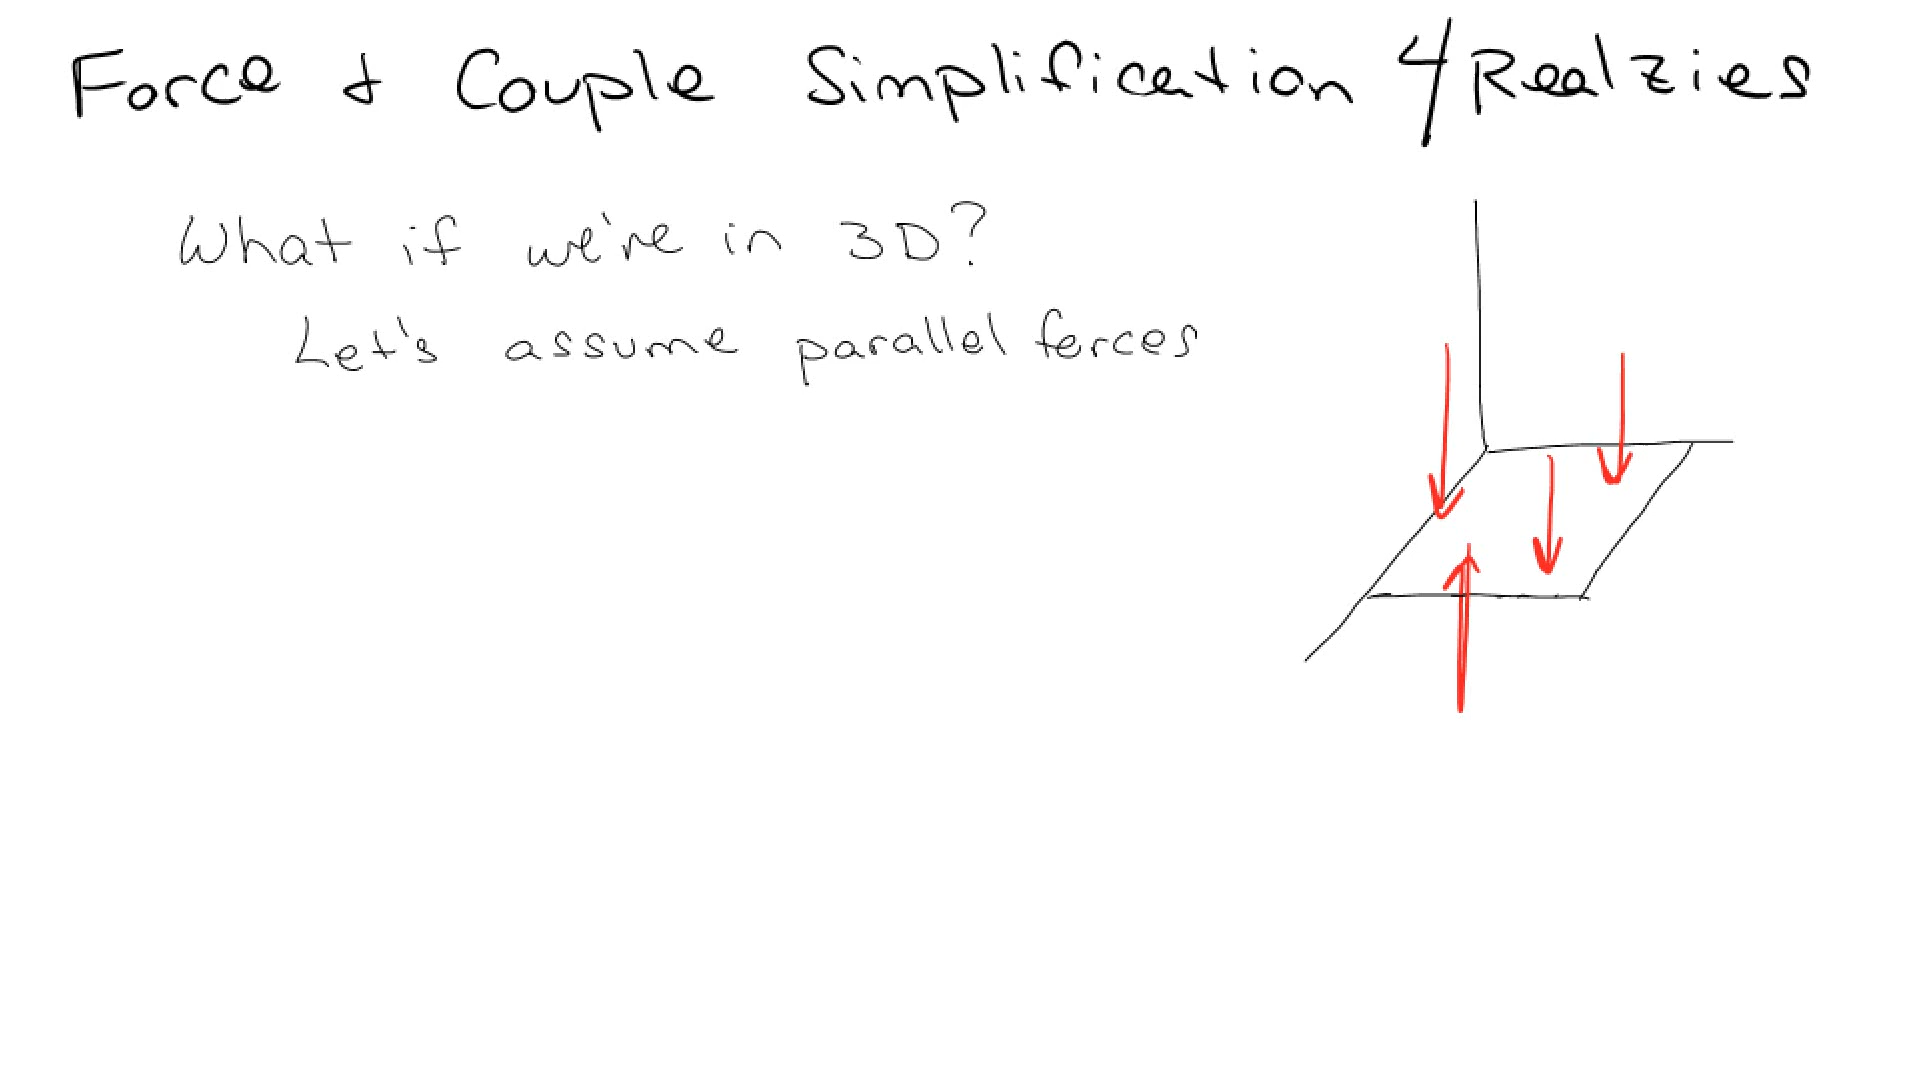 Force & Couple Simplification 4 Realzies
What if we're in 3D?
Let's assume parallel forces